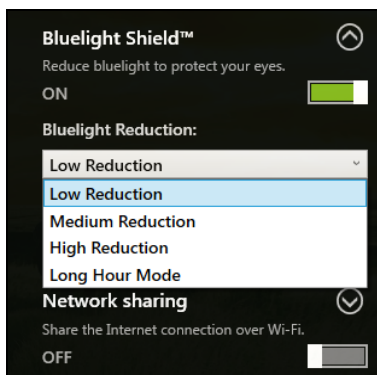 Bluelight Shield™
Reduce bluelight to protect your eyes.
ON
Bluelight Reduction:
Low Reduction
Low Reduction
Medium Reduction
High Reduction
Long Hour Mode
Network sharing
Share the Internet connection over Wi-Fi.
OFF